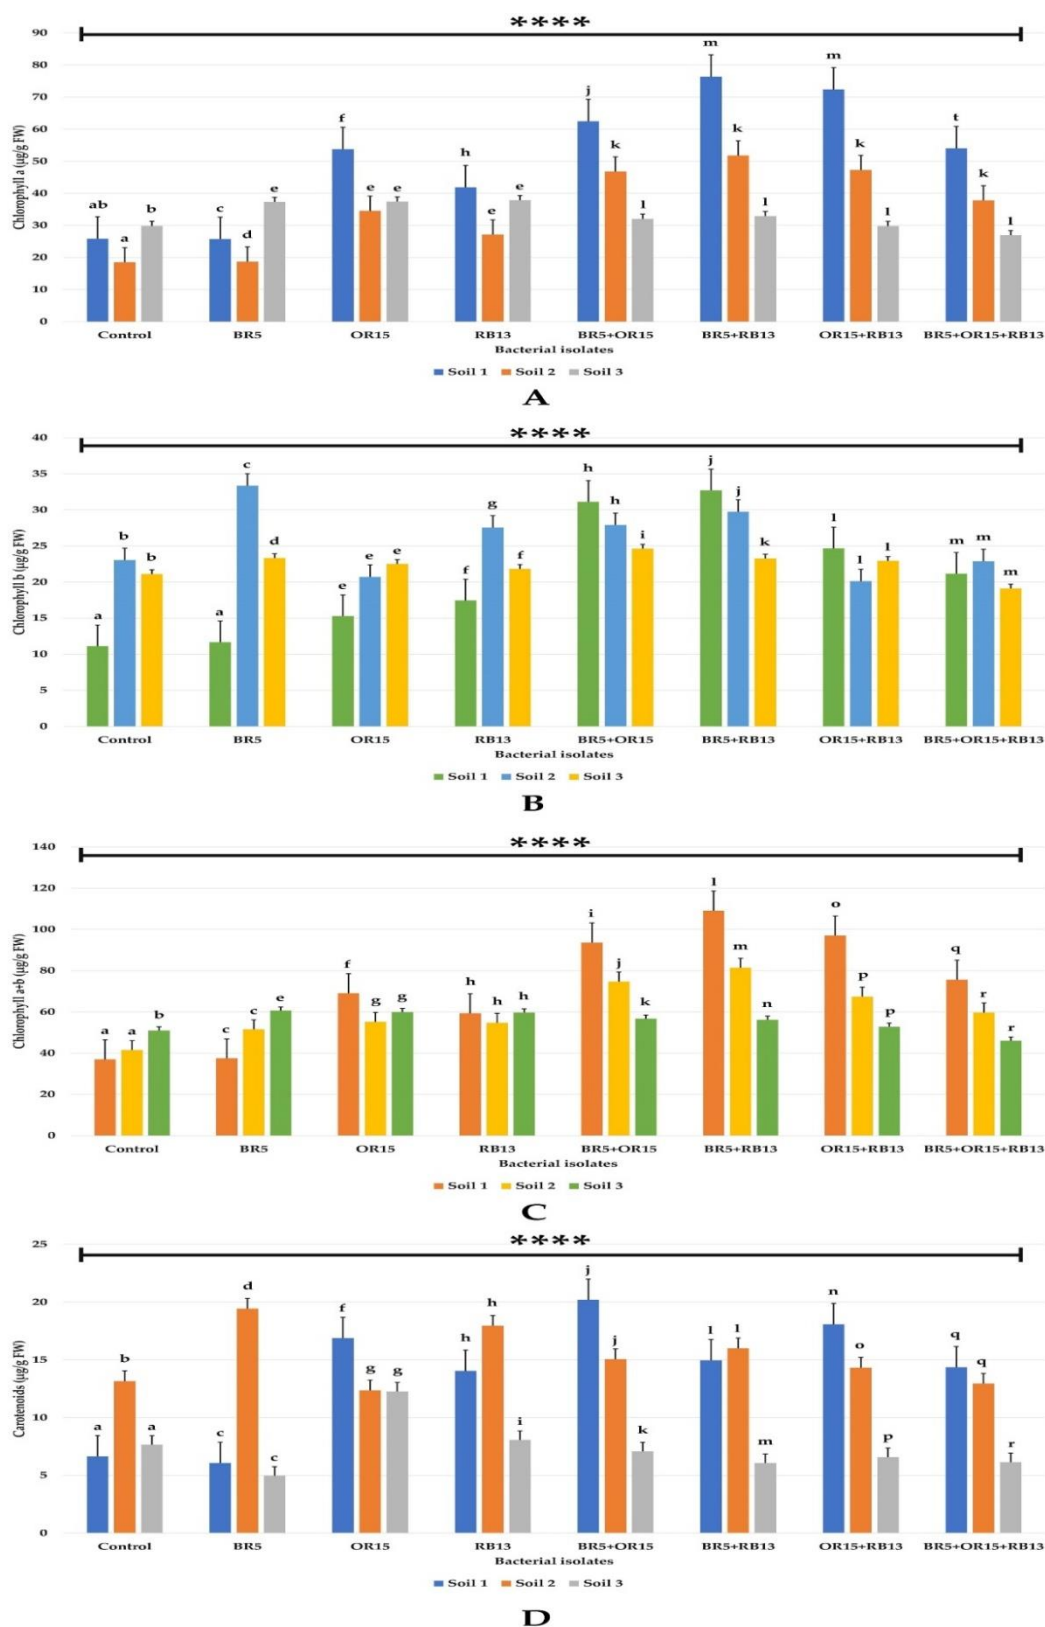 ****
90
80
70
60
50
40
30
20
10
0
Chlorophyll a (µg/g FW)
ab a b c d e f e e h e e j k l m k l m k l t k l
Control BR5 OR15 RB13 BR5+OR15 BR5+RB13 OR15+RB13 BR5+OR15+RB13
Bacterial isolates
Soil 1 Soil 2 Soil 3
A
****
40
35
30
25
20
15
10
5
0
Chlorophyll b (µg/g FW)
a b b a c d e e e f g f h h i j j k l l l m m m
Control BR5 OR15 RB13 BR5+OR15 BR5+RB13 OR15+RB13 BR5+OR15+RB13
Bacterial isolates
Soil 1 Soil 2 Soil 3
B
****
140
120
100
80
60
40
20
0
Chlorophyll a+b (µg/g FW)
a a b c c e f g g h h h i j k l m n o p p q r r
Control BR5 OR15 RB13 BR5+OR15 BR5+RB13 OR15+RB13 BR5+OR15+RB13
Bacterial isolates
Soil 1 Soil 2 Soil 3
C
****
25
20
15
10
5
0
Carotenoids (µg/g FW)
a b a c d c f g g h h i j j k l l m n o p q q r
Control BR5 OR15 RB13 BR5+OR15 BR5+RB13 OR15+RB13 BR5+OR15+RB13
Bacterial isolates
Soil 1 Soil 2 Soil 3
D